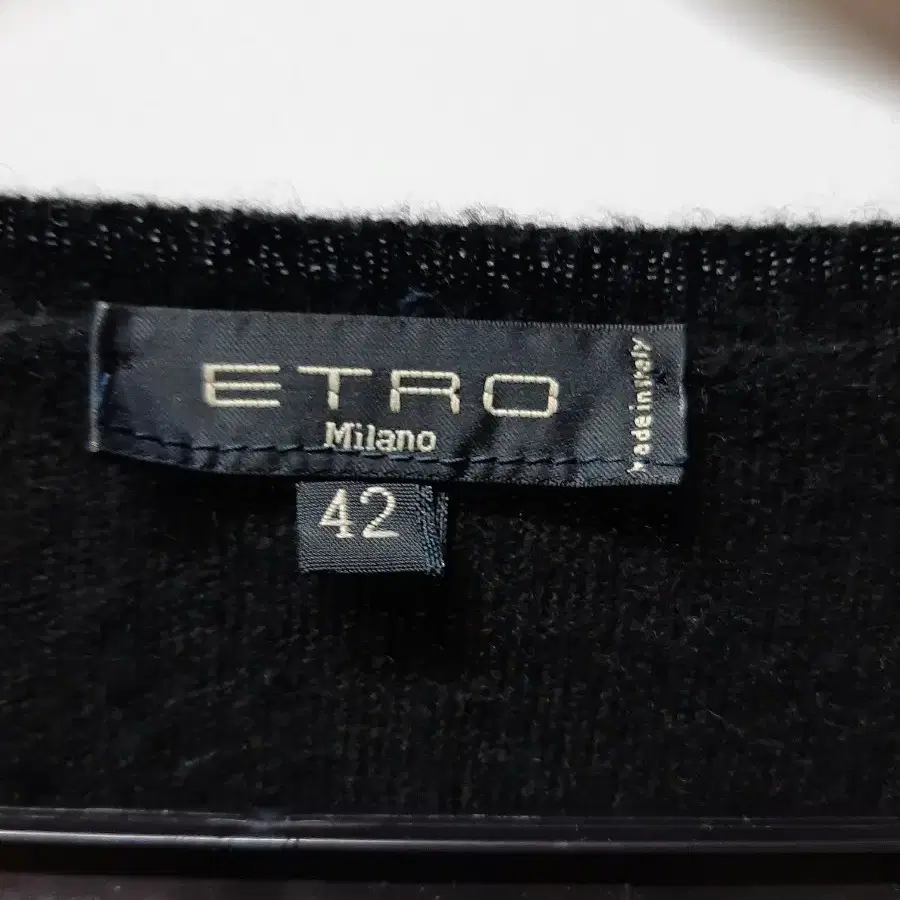 ETRO
Milano
Made in Italy
42